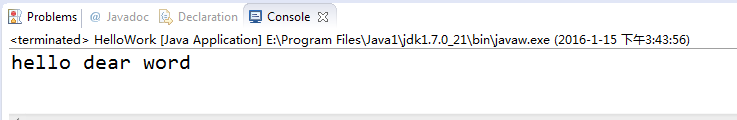 Problems @ Javadoc Declaration Console
<terminated> HelloWork [Java Application] E:\Program Files\Java1\jdk1.7.0_21\bin\javaw.exe (2016-1-15 下午3:43:56)
hello dear word